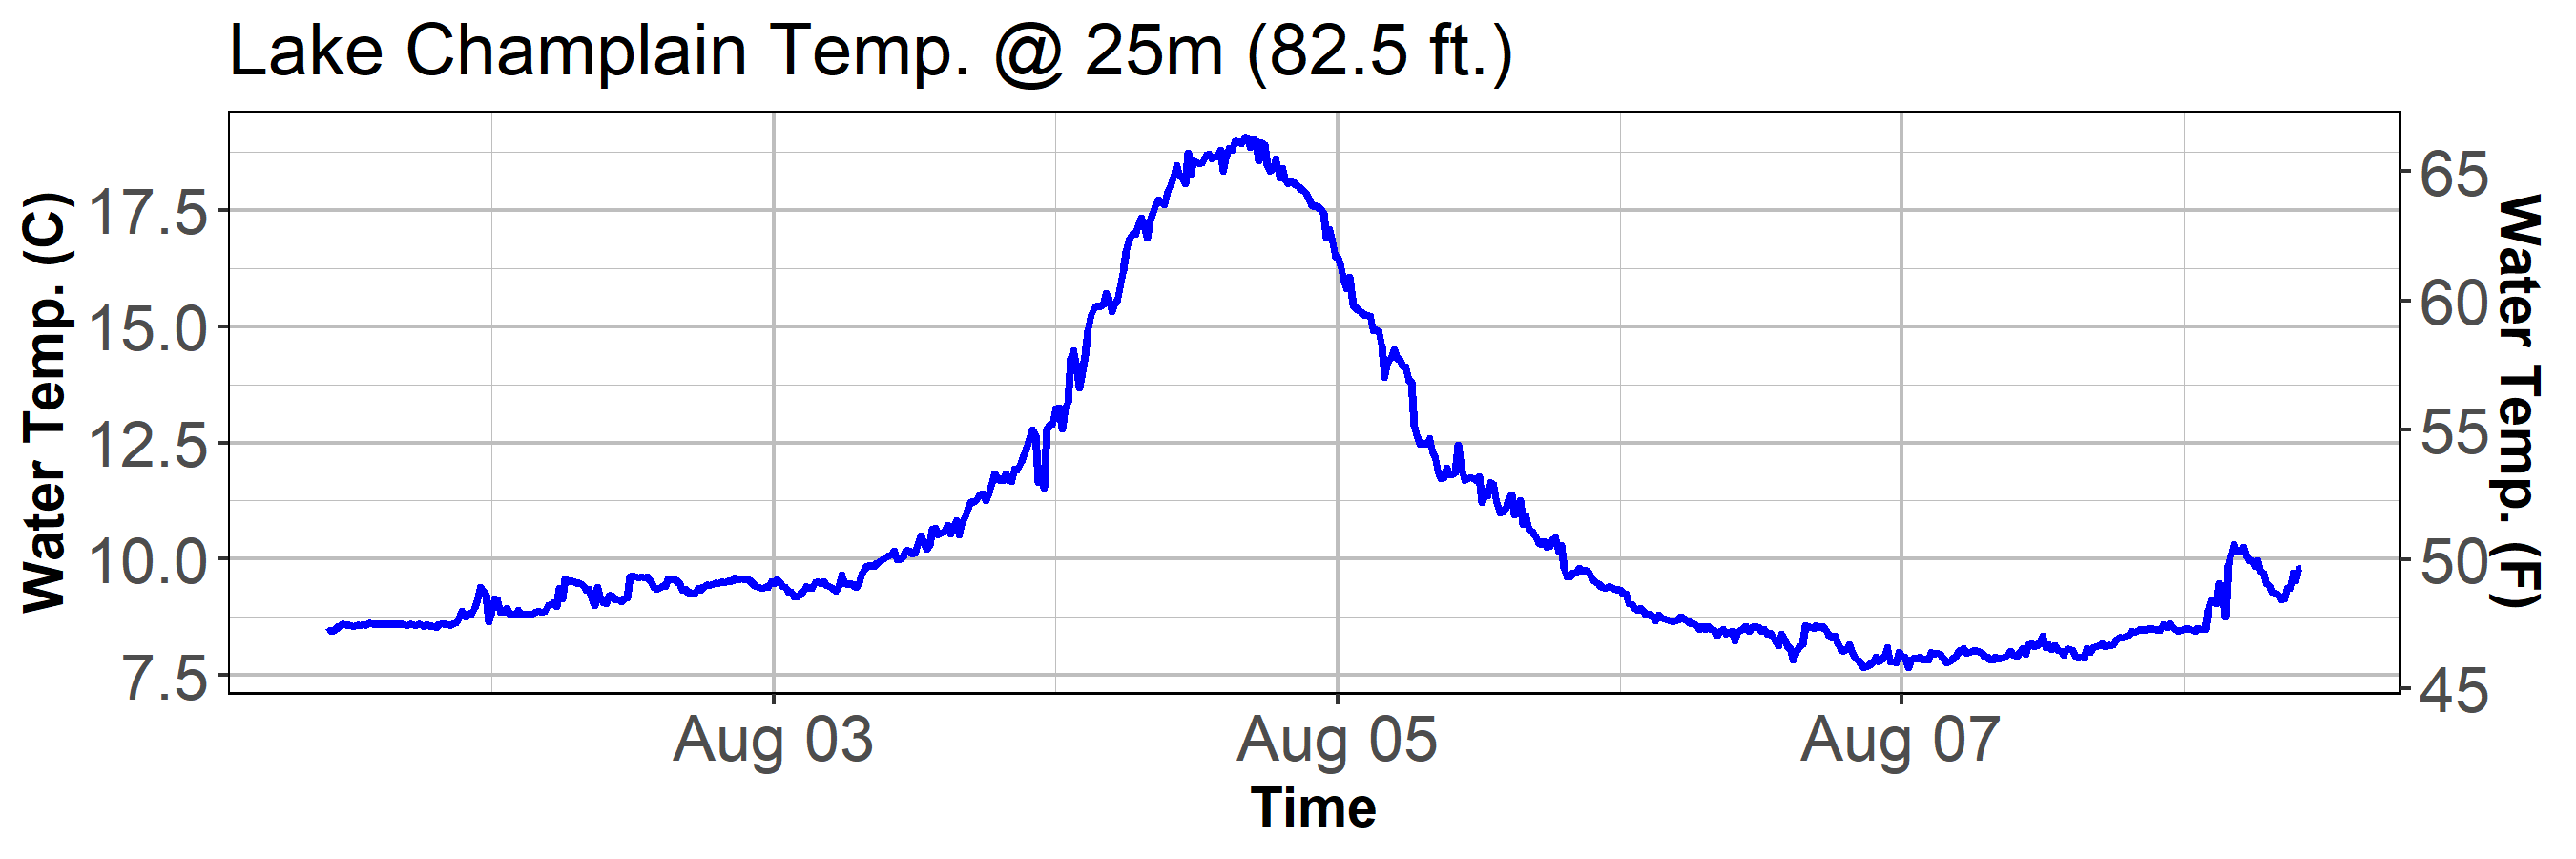 Lake Champlain Temp. @ 25m (82.5 ft.)
Water Temp. (C)
17.5
15.0
12.5
10.0
7.5
65
60
55
50
45
Water Temp. (F)
Aug 03 Aug 05 Aug 07
Time